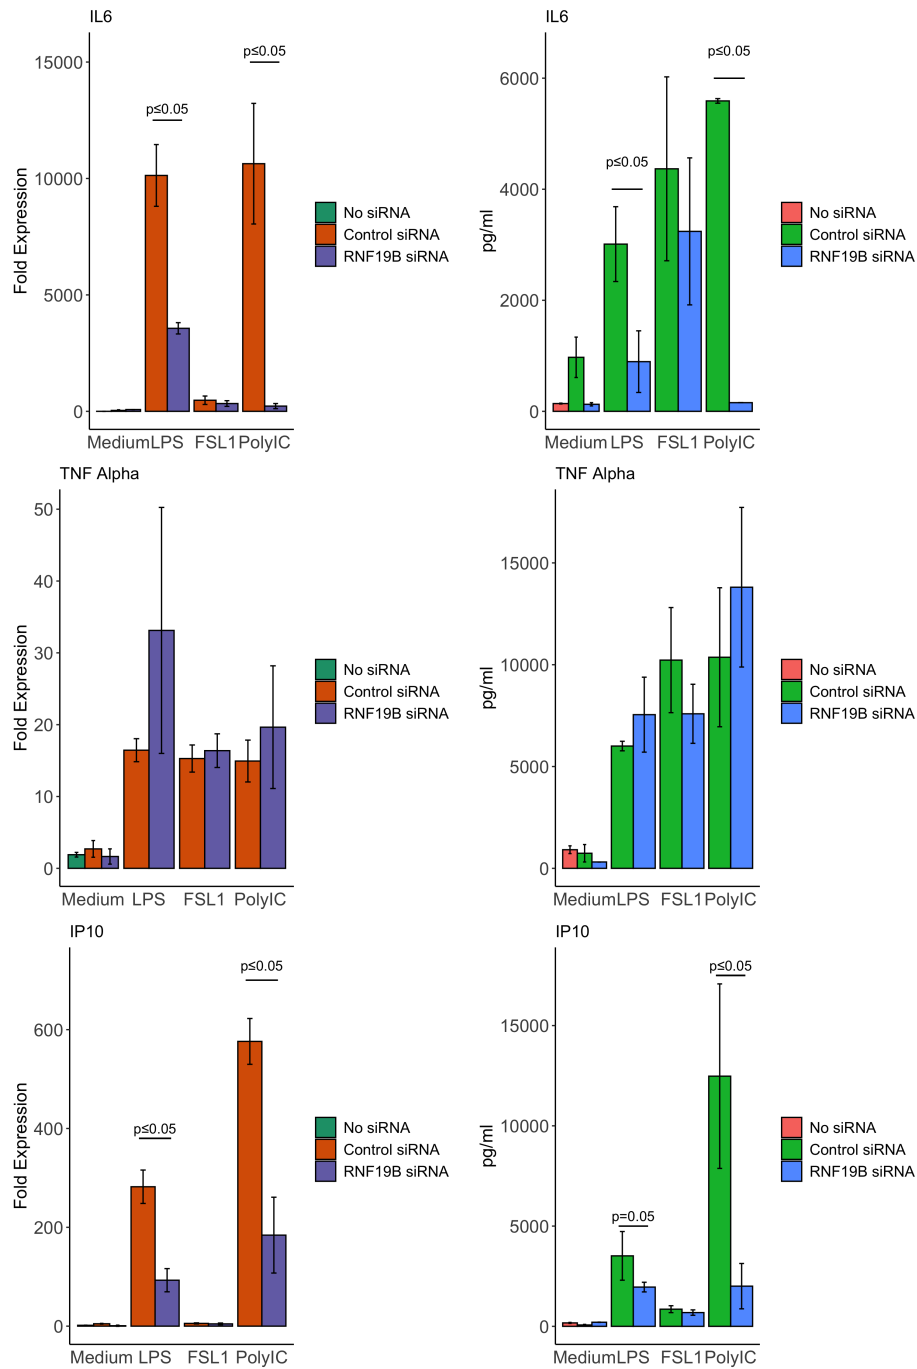 IL6
Fold Expression
15000
10000
5000
0
p≤0.05
p≤0.05
Medium LPS FSL1 PolyIC
No siRNA
Control siRNA
RNF19B siRNA
IL6
pg/ml
6000
4000
2000
0
p≤0.05
p≤0.05
Medium LPS FSL1 PolyIC
No siRNA
Control siRNA
RNF19B siRNA
TNF Alpha
Fold Expression
50
40
30
20
10
0
Medium LPS FSL1 PolyIC
No siRNA
Control siRNA
RNF19B siRNA
TNF Alpha
pg/ml
15000
10000
5000
0
Medium LPS FSL1 PolyIC
No siRNA
Control siRNA
RNF19B siRNA
IP10
Fold Expression
600
400
200
0
p≤0.05
p≤0.05
Medium LPS FSL1 PolyIC
No siRNA
Control siRNA
RNF19B siRNA
IP10
pg/ml
15000
10000
5000
0
p=0.05
p≤0.05
Medium LPS FSL1 PolyIC
No siRNA
Control siRNA
RNF19B siRNA